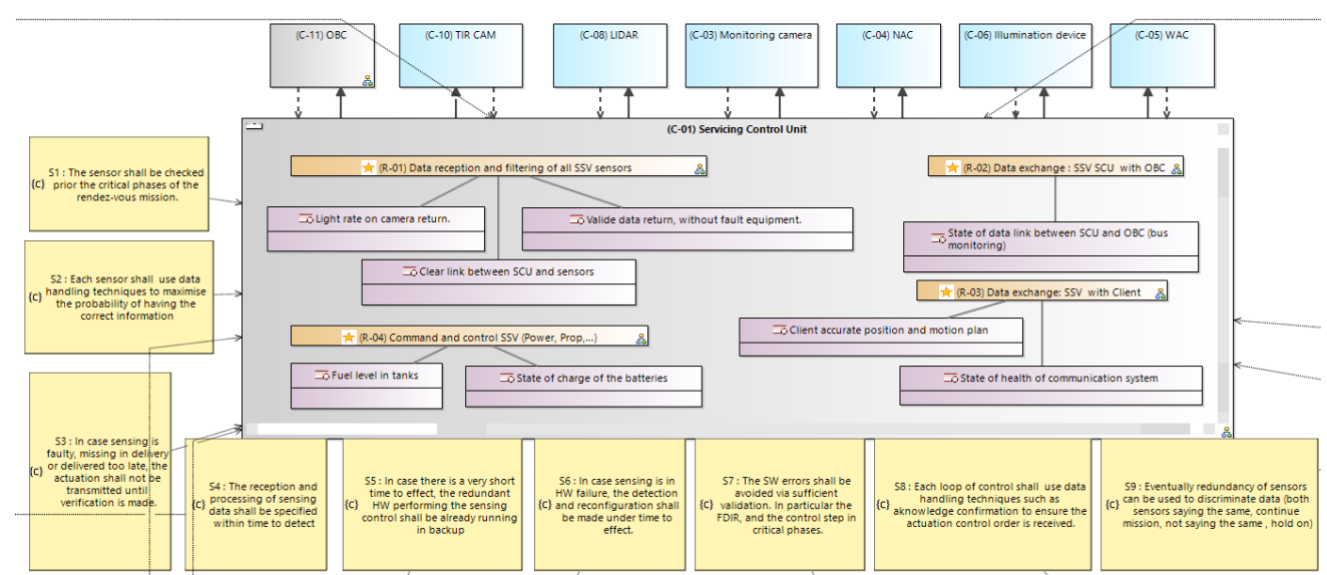 (C-11) OBC
(C-10) TIR CAM
(C-08) LIDAR
(C-03) Monitoring camera
(C-04) NAC
(C-06) Illumination device
(C-05) WAC
(C-01) Servicing Control Unit
(R-01) Data reception and filtering of all SSV sensors
(R-02) Data exchange : SSV SCU with OBC
Light rate on camera return.
Valide data return, without fault equipment.
State of data link between SCU and OBC (bus
monitoring)
Clear link between SCU and sensors
(R-03) Data exchange: SSV with Client
(R-04) Command and control SSV (Power, Prop,...)
Client accurate position and motion plan
Fuel level in tanks
State of charge of the batteries
State of health of communication system
{C}
S1 : The sensor shall be checked
prior the critical phases of the
rendez-vous mission.
{C}
S2 : Each sensor shall use data
handling techniques to maximise
the probability of having the
correct information
{C}
S3 : In case sensing is
faulty, missing in delivery
or delivered too late, the
actuation shall not be
transmitted until
verification is made.
{C}
S4 : The reception and
processing of sensing
data shall be specified
within time to detect
{C}
S5 : In case there is a very short
time to effect, the redundant
HW performing the sensing
control shall be already running
in backup
{C}
S6 : In case sensing is in
HW failure, the detection
and reconfiguration shall
be made under time to
effect.
{C}
S7 : The SW errors shall be
avoided via sufficient
validation. In particular the
FDIR, and the control step in
critical phases.
{C}
S8 : Each loop of control shall use data
handling techniques such as
aknowledge confirmation to ensure the
actuation control order is received.
{C}
S9 : Eventually redundancy of sensors
can be used to discriminate data (both
sensors saying the same, continue
mission, not saying the same , hold on)